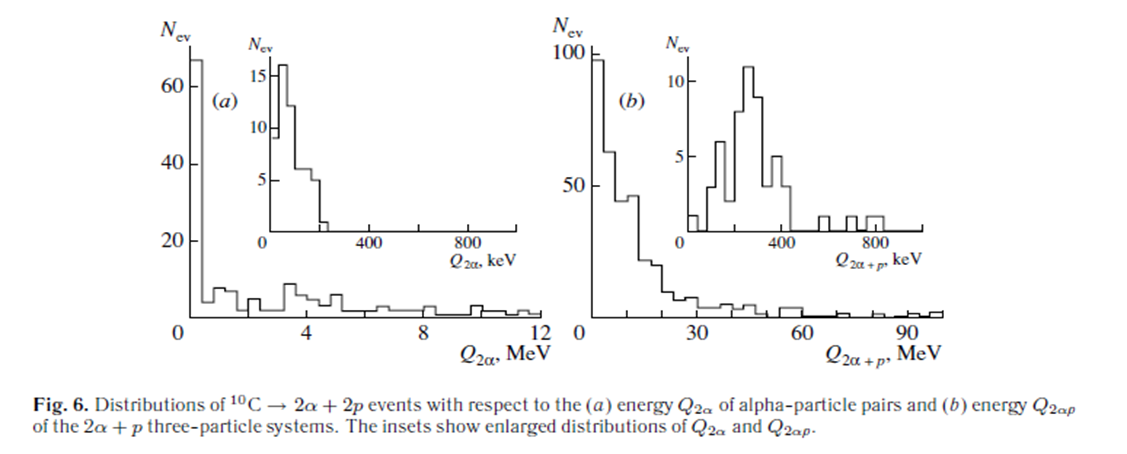 N_ev
60
40
20
0
4
8
12
Q_2α, MeV
(a)
N_ev
15
10
5
0
400
800
Q_2α, keV
N_ev
100
50
0
30
60
90
Q_2α+p, MeV
(b)
N_ev
10
5
0
400
800
Q_2α+p, keV
Fig. 6. Distributions of ¹⁰C → 2α + 2p events with respect to the (a) energy Q_2α of alpha-particle pairs and (b) energy Q_2αp
of the 2α + p three-particle systems. The insets show enlarged distributions of Q_2α and Q_2αp.